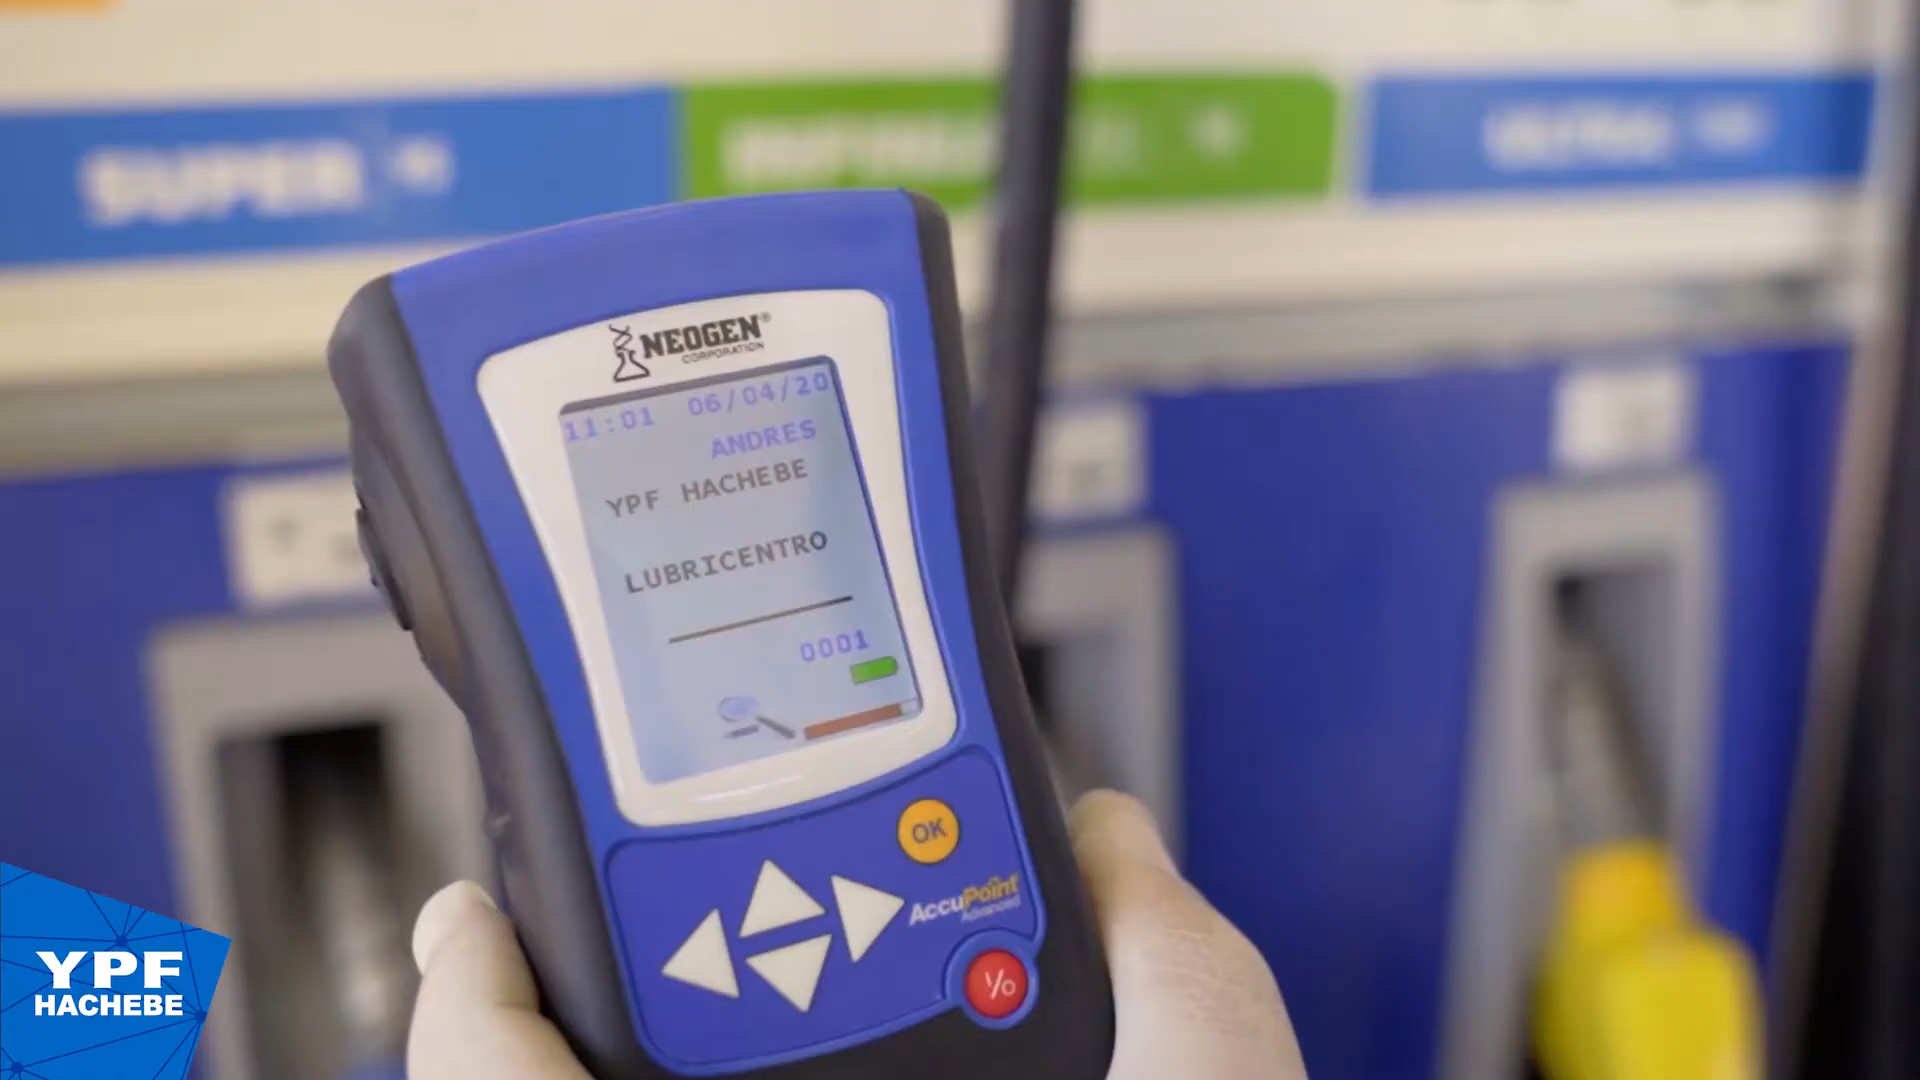 SUPER
NEOGEN®
CORPORATION
11:01 06/04/20
ANDRES
YPF HACHEBE
LUBRICENTRO
0001
OK
AccuPoint
Advanced
YPF
HACHEBE